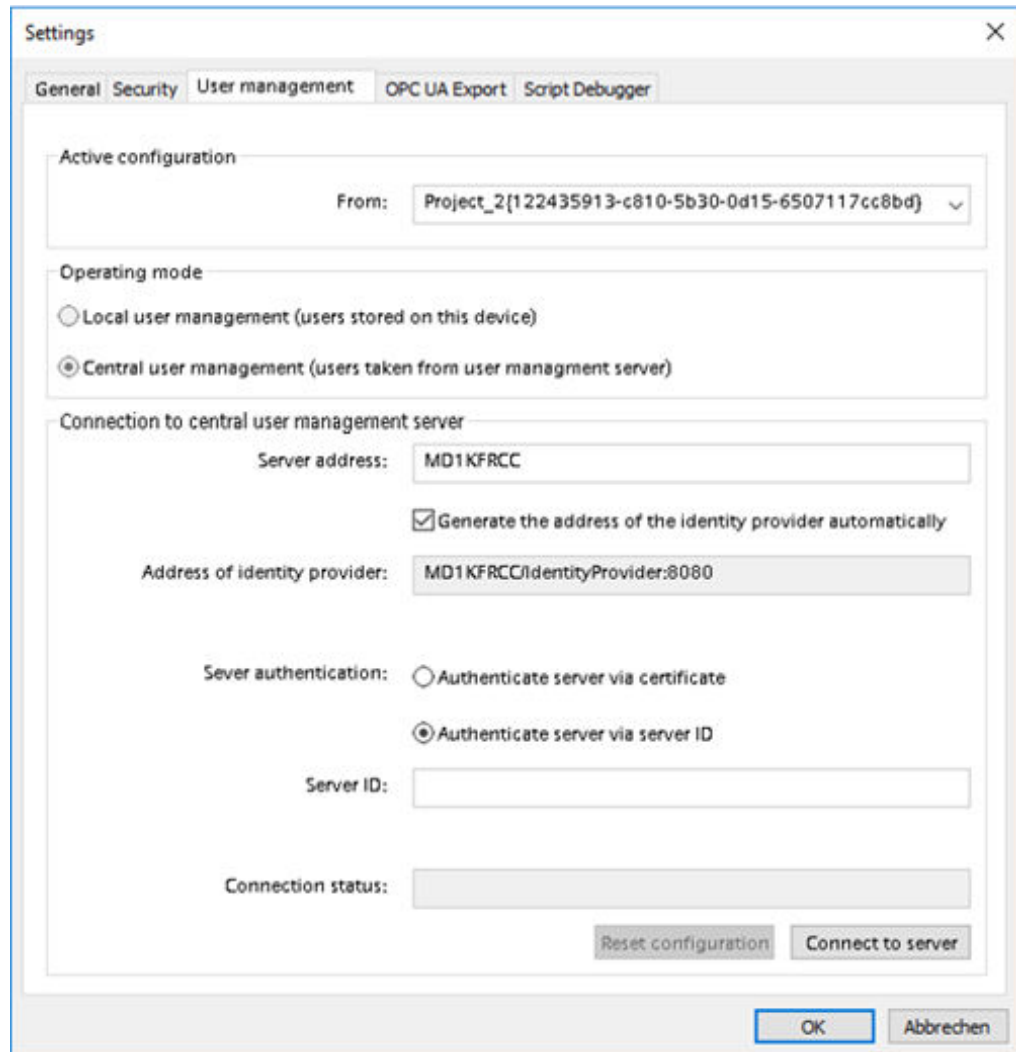 Settings
General Security User management OPC UA Export Script Debugger
Active configuration
From: Project_2{122435913-c810-5b30-0d15-6507117cc8bd}
Operating mode
Local user management (users stored on this device)
Central user management (users taken from user managment server)
Connection to central user management server
Server address: MD1KFRCC
Generate the address of the identity provider automatically
Address of identity provider: MD1KFRCC/IdentityProvider:8080
Sever authentication: Authenticate server via certificate
Authenticate server via server ID
Server ID:
Connection status:
Reset configuration Connect to server
OK Abbrechen